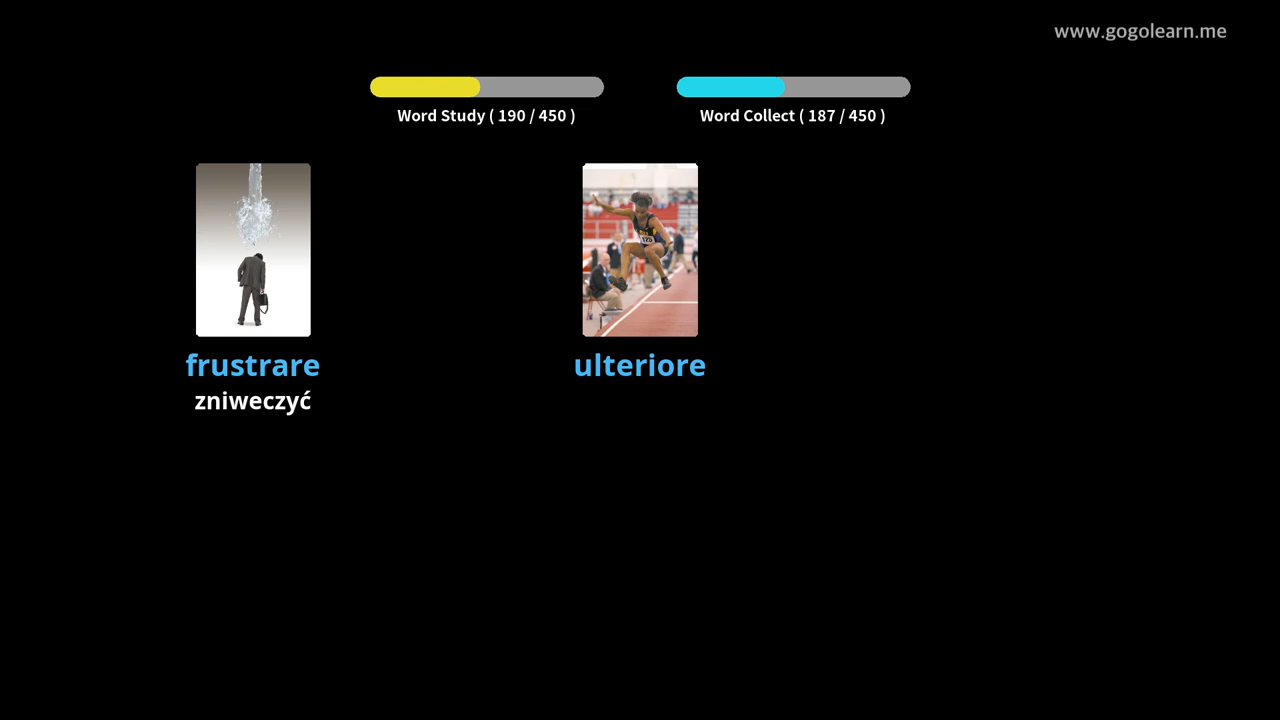 www.gogolearn.me
Word Study ( 190 / 450 )
Word Collect ( 187 / 450 )
frustrare
zniweczyć
ulteriore